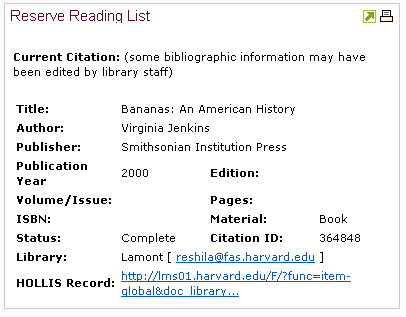 Reserve Reading List
Current Citation: (some bibliographic information may have
been edited by library staff)
Title: Bananas: An American History
Author: Virginia Jenkins
Publisher: Smithsonian Institution Press
Publication
Year 2000 Edition:
Volume/Issue: Pages:
ISBN: Material: Book
Status: Complete Citation ID: 364848
Library: Lamont [ reshila@fas.harvard.edu ]
HOLLIS Record: http://lms01.harvard.edu/F/?func=item-
global&doc_library...